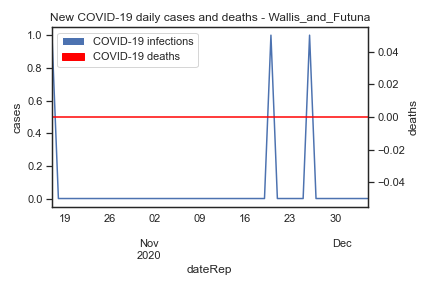 New COVID-19 daily cases and deaths - Wallis_and_Futuna
COVID-19 infections
COVID-19 deaths
1.0
0.8
0.6
0.4
0.2
0.0
cases
0.04
0.02
0.00
−0.02
−0.04
deaths
19 26 02 09 16 23 30
Nov Dec
2020
dateRep